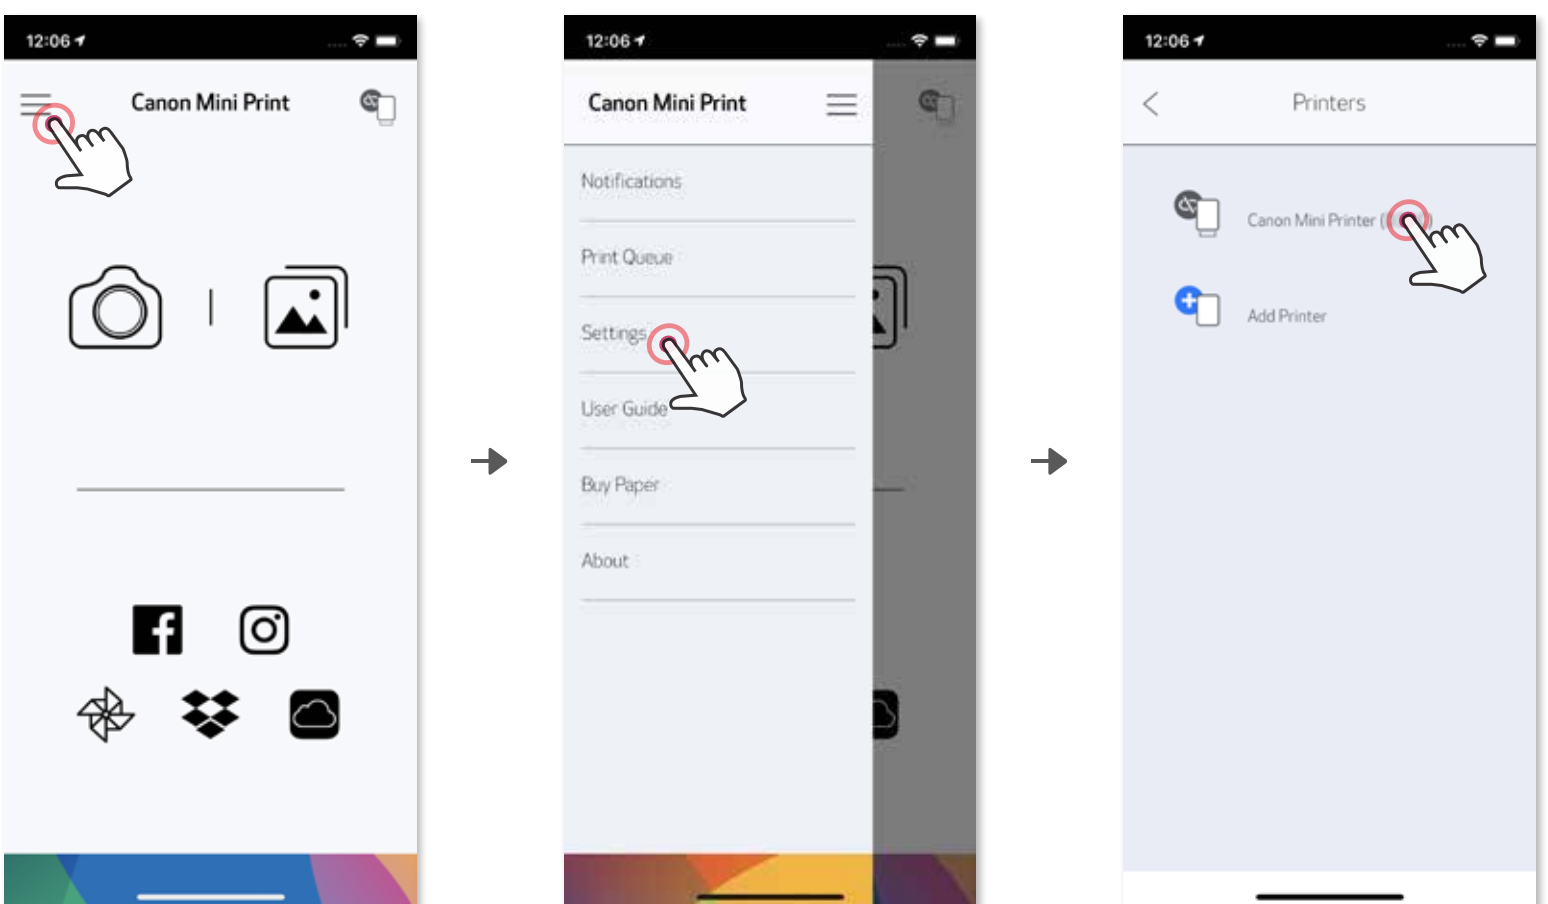 12:06
Canon Mini Print
12:06
Canon Mini Print
Notifications
Print Queue
Settings
User Guide
Buy Paper
About
12:06
Printers
Canon Mini Printer (
Add Printer